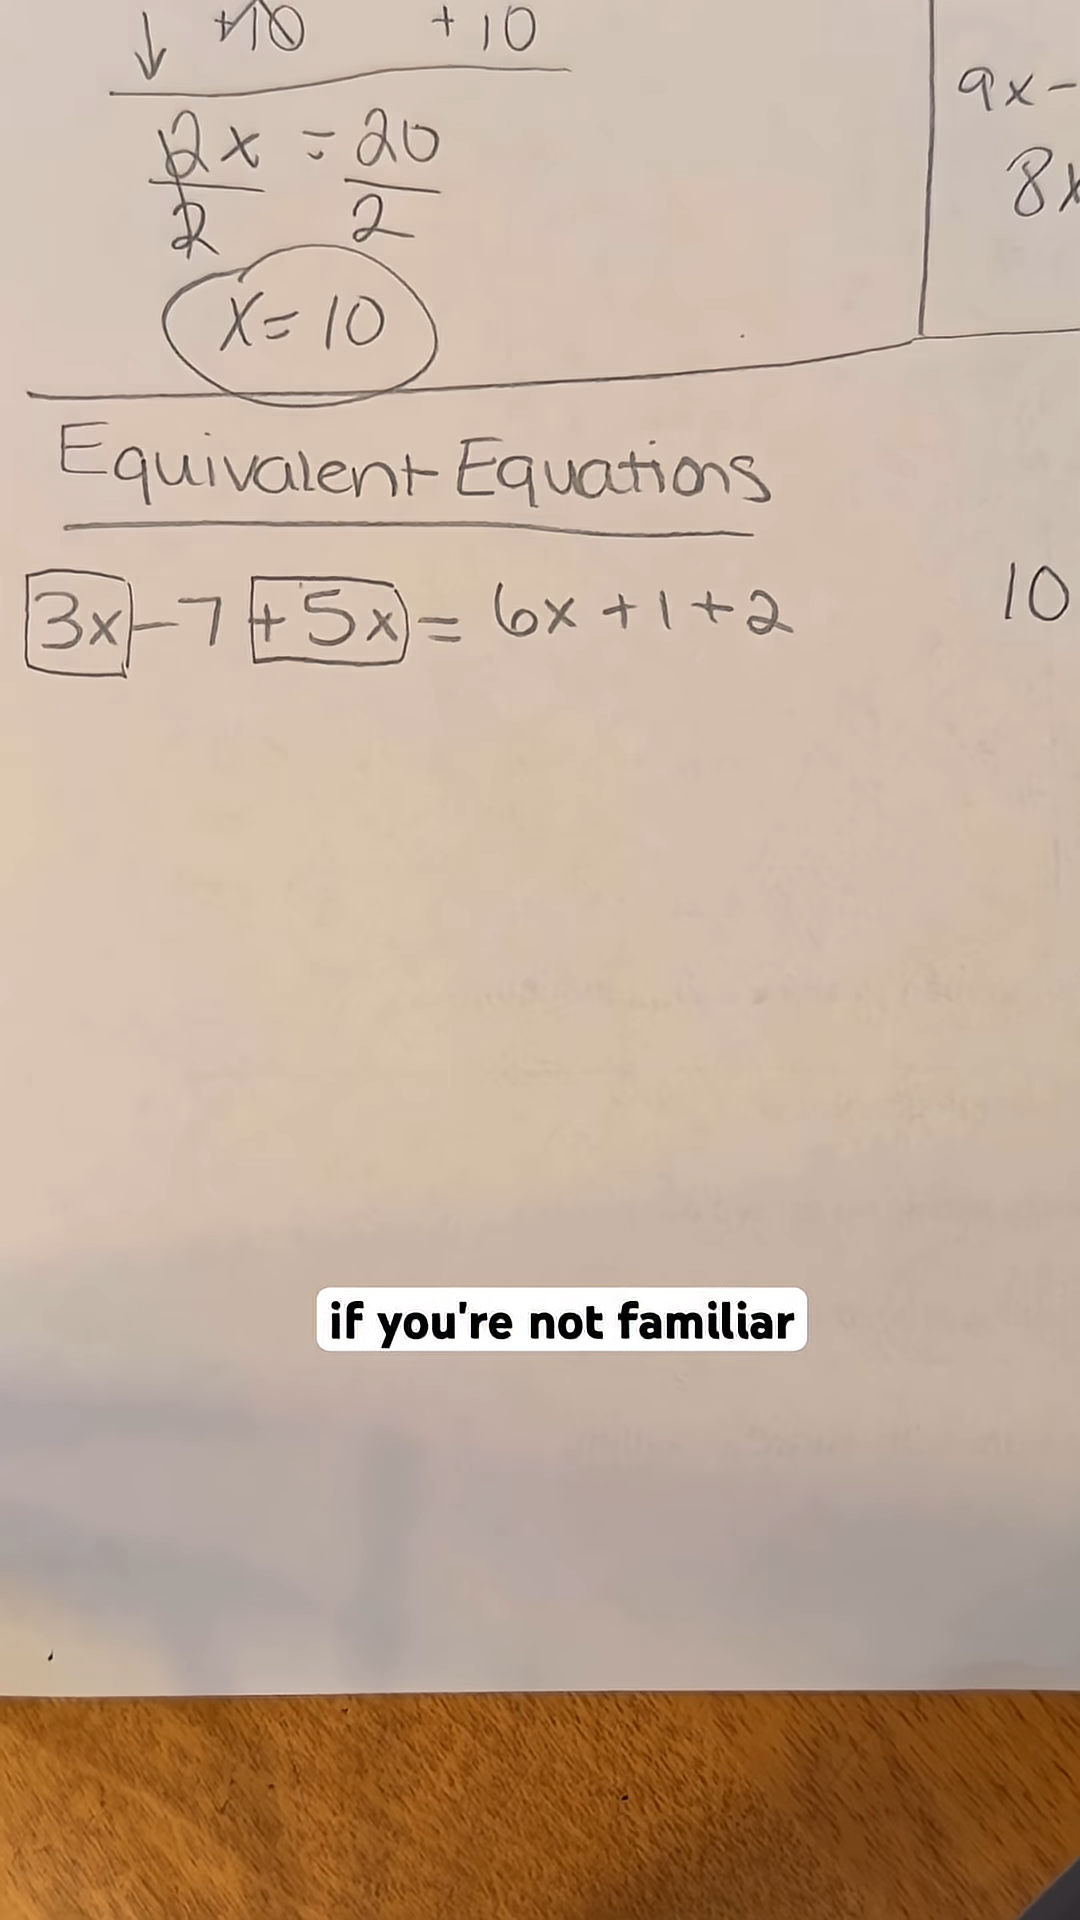 ↓ +10 +10
2x = 20
2 2
x = 10
9x-
8x
Equivalent Equations
3x - 7 + 5x = 6x + 1 + 2
10
if you're not familiar